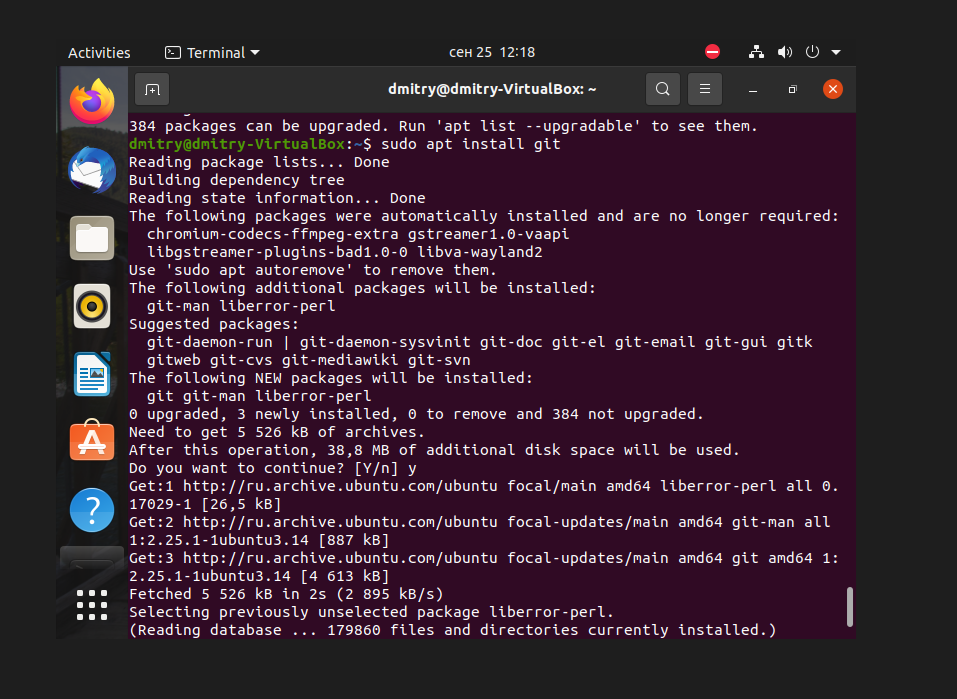 Activities
Terminal
сен 25 12:18
dmitry@dmitry-VirtualBox: ~
384 packages can be upgraded. Run 'apt list --upgradable' to see them.
dmitry@dmitry-VirtualBox:~$ sudo apt install git
Reading package lists... Done
Building dependency tree
Reading state information... Done
The following packages were automatically installed and are no longer required:
  chromium-codecs-ffmpeg-extra gstreamer1.0-vaapi
  libgstreamer-plugins-bad1.0-0 libva-wayland2
Use 'sudo apt autoremove' to remove them.
The following additional packages will be installed:
  git-man liberror-perl
Suggested packages:
  git-daemon-run | git-daemon-sysvinit git-doc git-el git-email git-gui gitk
  gitweb git-cvs git-mediawiki git-svn
The following NEW packages will be installed:
  git git-man liberror-perl
0 upgraded, 3 newly installed, 0 to remove and 384 not upgraded.
Need to get 5 526 kB of archives.
After this operation, 38,8 MB of additional disk space will be used.
Do you want to continue? [Y/n] y
Get:1 http://ru.archive.ubuntu.com/ubuntu focal/main amd64 liberror-perl all 0.
17029-1 [26,5 kB]
Get:2 http://ru.archive.ubuntu.com/ubuntu focal-updates/main amd64 git-man all
1:2.25.1-1ubuntu3.14 [887 kB]
Get:3 http://ru.archive.ubuntu.com/ubuntu focal-updates/main amd64 git amd64 1:
2.25.1-1ubuntu3.14 [4 613 kB]
Fetched 5 526 kB in 2s (2 895 kB/s)
Selecting previously unselected package liberror-perl.
(Reading database ... 179860 files and directories currently installed.)